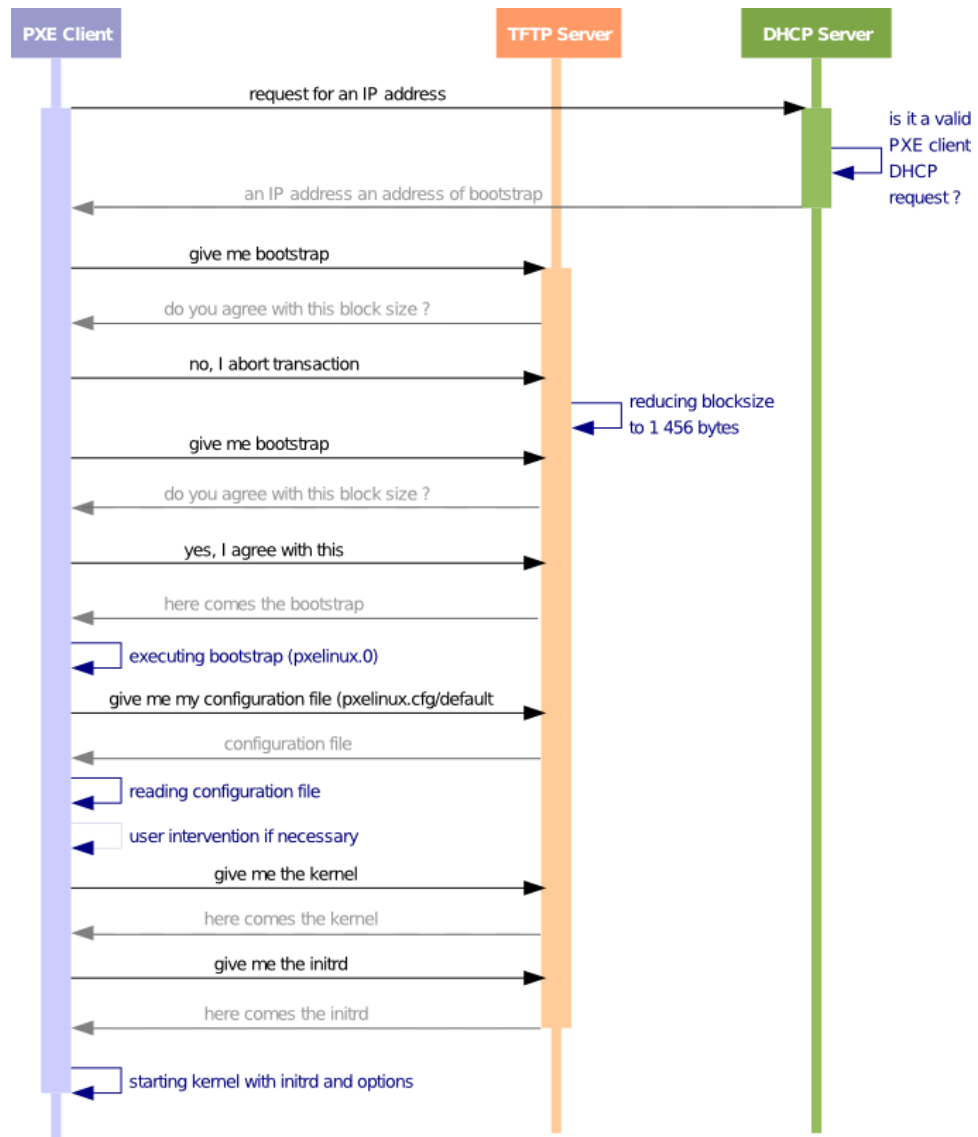 PXE Client
TFTP Server
DHCP Server
request for an IP address
is it a valid
PXE client
DHCP
request ?
an IP address an address of bootstrap
give me bootstrap
do you agree with this block size ?
no, I abort transaction
reducing blocksize
to 1 456 bytes
give me bootstrap
do you agree with this block size ?
yes, I agree with this
here comes the bootstrap
executing bootstrap (pxelinux.0)
give me my configuration file (pxelinux.cfg/default
configuration file
reading configuration file
user intervention if necessary
give me the kernel
here comes the kernel
give me the initrd
here comes the initrd
starting kernel with initrd and options